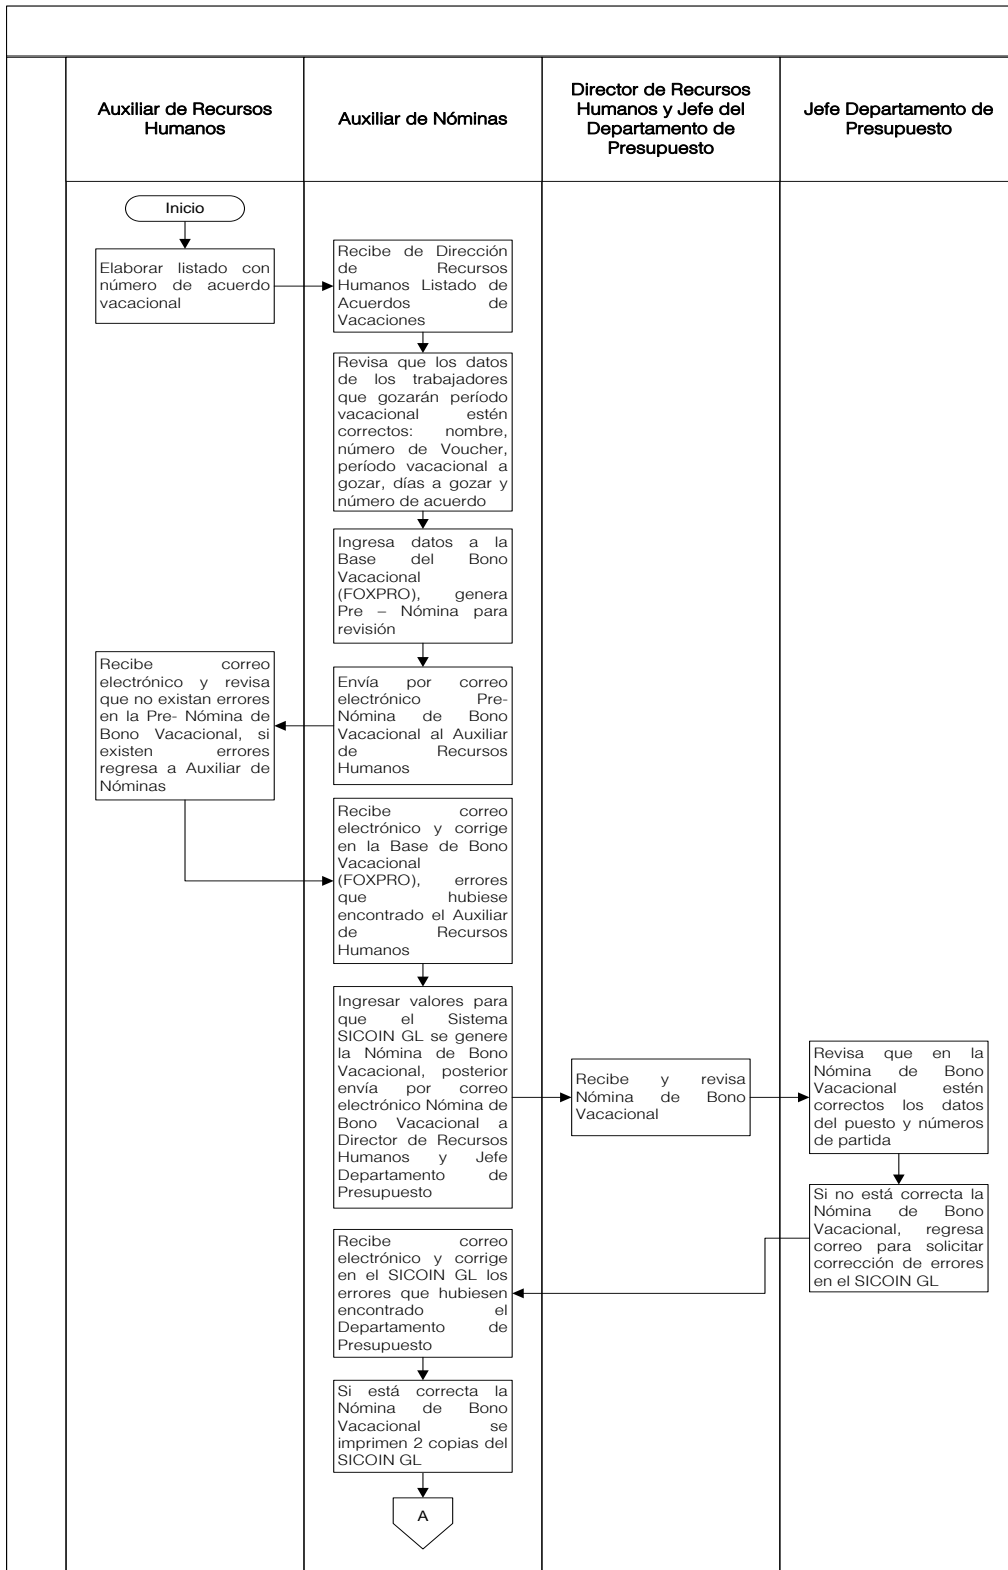 Auxiliar de Recursos
Humanos
Auxiliar de Nóminas
Director de Recursos
Humanos y Jefe del
Departamento de
Presupuesto
Jefe Departamento de
Presupuesto
Inicio
Elaborar listado con
número de acuerdo
vacacional
Recibe de Dirección
de Recursos
Humanos Listado de
Acuerdos de
Vacaciones
Revisa que los datos
de los trabajadores
que gozarán período
vacacional estén
correctos: nombre,
número de Voucher,
período vacacional a
gozar, días a gozar y
número de acuerdo
Ingresa datos a la
Base del Bono
Vacacional
(FOXPRO), genera
Pre – Nómina para
revisión
Envía por correo
electrónico Pre-
Nómina de Bono
Vacacional al Auxiliar
de Recursos
Humanos
Recibe correo
electrónico y revisa
que no existan errores
en la Pre- Nómina de
Bono Vacacional, si
existen errores
regresa a Auxiliar de
Nóminas
Recibe correo
electrónico y corrige
en la Base de Bono
Vacacional
(FOXPRO), errores
que hubiese
encontrado el Auxiliar
de Recursos
Humanos
Ingresar valores para
que el Sistema
SICOIN GL se genere
la Nómina de Bono
Vacacional, posterior
envía por correo
electrónico Nómina de
Bono Vacacional a
Director de Recursos
Humanos y Jefe
Departamento de
Presupuesto
Recibe y revisa
Nómina de Bono
Vacacional
Revisa que en la
Nómina de Bono
Vacacional estén
correctos los datos
del puesto y números
de partida
Si no está correcta la
Nómina de Bono
Vacacional, regresa
correo para solicitar
corrección de errores
en el SICOIN GL
Recibe correo
electrónico y corrige
en el SICOIN GL los
errores que hubiesen
encontrado el
Departamento de
Presupuesto
Si está correcta la
Nómina de Bono
Vacacional se
imprimen 2 copias del
SICOIN GL
A